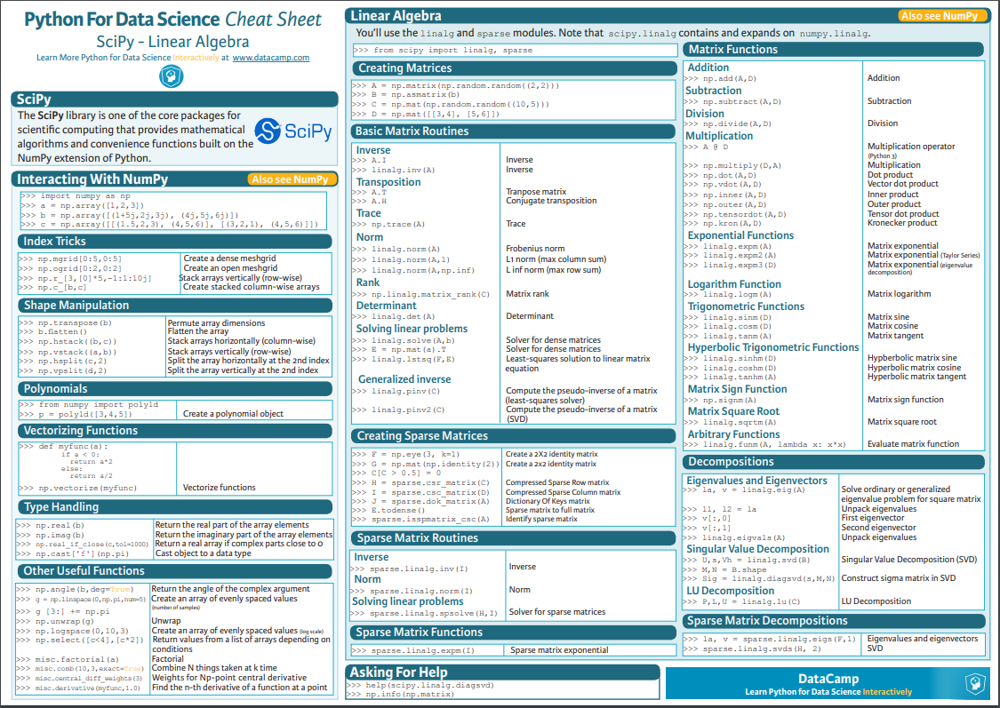 Python For Data Science Cheat Sheet
SciPy - Linear Algebra
Learn More Python for Data Science Interactively at www.datacamp.com
SciPy
The SciPy library is one of the core packages for
scientific computing that provides mathematical
algorithms and convenience functions built on the
NumPy extension of Python.
SciPy
Interacting With NumPy
Also see NumPy
>>> import numpy as np
>>> a = np.array([1,2,3])
>>> b = np.array([(1+5j,2j,3j), (4j,5j,6j)])
>>> c = np.array([[(1.5,2,3), (4,5,6)], [(3,2,1), (4,5,6)]])
Index Tricks
>>> np.mgrid[0:5,0:5] Create a dense meshgrid
>>> np.ogrid[0:2,0:2] Create an open meshgrid
>>> np.r_[3,[0]*5,-1:1:10j] Stack arrays vertically (row-wise)
>>> np.c_[b,c] Create stacked column-wise arrays
Shape Manipulation
>>> np.transpose(b) Permute array dimensions
>>> b.flatten() Flatten the array
>>> np.hstack((b,c)) Stack arrays horizontally (column-wise)
>>> np.vstack((a,b)) Stack arrays vertically (row-wise)
>>> np.hsplit(c,2) Split the array horizontally at the 2nd index
>>> np.vpslit(d,2) Split the array vertically at the 2nd index
Polynomials
>>> from numpy import poly1d
>>> p = poly1d([3,4,5]) Create a polynomial object
Vectorizing Functions
>>> def myfunc(a):
if a < 0:
return a*2
else:
return a/2
>>> np.vectorize(myfunc) Vectorize functions
Type Handling
>>> np.real(b) Return the real part of the array elements
>>> np.imag(b) Return the imaginary part of the array elements
>>> np.real_if_close(c,tol=1000) Return a real array if complex parts close to 0
>>> np.cast['f'](np.pi) Cast object to a data type
Other Useful Functions
>>> np.angle(b,deg=True) Return the angle of the complex argument
>>> g = np.linspace(0,np.pi,num=5) Create an array of evenly spaced values
(number of samples)
>>> g [3:] += np.pi
>>> np.unwrap(g) Unwrap
>>> np.logspace(0,10,3) Create an array of evenly spaced values (log scale)
>>> np.select([c<4],[c*2]) Return values from a list of arrays depending on
conditions
>>> misc.factorial(a) Factorial
>>> misc.comb(10,3,exact=True) Combine N things taken at k time
>>> misc.central_diff_weights(3) Weights for Np-point central derivative
>>> misc.derivative(myfunc,1.0) Find the n-th derivative of a function at a point
Linear Algebra
Also see NumPy
You'll use the linalg and sparse modules. Note that scipy.linalg contains and expands on numpy.linalg.
>>> from scipy import linalg, sparse
Creating Matrices
>>> A = np.matrix(np.random.random((2,2)))
>>> B = np.asmatrix(b)
>>> C = np.mat(np.random.random((10,5)))
>>> D = np.mat([[3,4], [5,6]])
Basic Matrix Routines
Inverse
>>> A.I Inverse
>>> linalg.inv(A) Inverse
Transposition
>>> A.T Tranpose matrix
>>> A.H Conjugate transposition
Trace
>>> np.trace(A) Trace
Norm
>>> linalg.norm(A) Frobenius norm
>>> linalg.norm(A,1) L1 norm (max column sum)
>>> linalg.norm(A,np.inf) L inf norm (max row sum)
Rank
>>> np.linalg.matrix_rank(C) Matrix rank
Determinant
>>> linalg.det(A) Determinant
Solving linear problems
>>> linalg.solve(A,b) Solver for dense matrices
>>> E = np.mat(a).T Solver for dense matrices
>>> linalg.lstsq(F,E) Least-squares solution to linear matrix
equation
Generalized inverse
>>> linalg.pinv(C) Compute the pseudo-inverse of a matrix
(least-squares solver)
>>> linalg.pinv2(C) Compute the pseudo-inverse of a matrix
(SVD)
Creating Sparse Matrices
>>> F = np.eye(3, k=1) Create a 2X2 identity matrix
>>> G = np.mat(np.identity(2)) Create a 2x2 identity matrix
>>> C[C > 0.5] = 0
>>> H = sparse.csr_matrix(C) Compressed Sparse Row matrix
>>> I = sparse.csc_matrix(D) Compressed Sparse Column matrix
>>> J = sparse.dok_matrix(A) Dictionary Of Keys matrix
>>> E.todense() Sparse matrix to full matrix
>>> sparse.isspmatrix_csc(A) Identify sparse matrix
Sparse Matrix Routines
Inverse
>>> sparse.linalg.inv(I) Inverse
Norm
>>> sparse.linalg.norm(I) Norm
Solving linear problems
>>> sparse.linalg.spsolve(H,I) Solver for sparse matrices
Sparse Matrix Functions
>>> sparse.linalg.expm(I) Sparse matrix exponential
Asking For Help
>>> help(scipy.linalg.diagsvd)
>>> np.info(np.matrix)
Matrix Functions
Addition
>>> np.add(A,D) Addition
Subtraction
>>> np.subtract(A,D) Subtraction
Division
>>> np.divide(A,D) Division
Multiplication
>>> A @ D Multiplication operator
(Python 3)
>>> np.multiply(D,A) Multiplication
>>> np.dot(A,D) Dot product
>>> np.vdot(A,D) Vector dot product
>>> np.inner(A,D) Inner product
>>> np.outer(A,D) Outer product
>>> np.tensordot(A,D) Tensor dot product
>>> np.kron(A,D) Kronecker product
Exponential Functions
>>> linalg.expm(A) Matrix exponential
>>> linalg.expm2(A) Matrix exponential (Taylor Series)
>>> linalg.expm3(D) Matrix exponential (eigenvalue
decomposition)
Logarithm Function
>>> linalg.logm(A) Matrix logarithm
Trigonometric Functions
>>> linalg.sinm(D) Matrix sine
>>> linalg.cosm(D) Matrix cosine
>>> linalg.tanm(A) Matrix tangent
Hyperbolic Trigonometric Functions
>>> linalg.sinhm(D) Hypberbolic matrix sine
>>> linalg.coshm(D) Hyperbolic matrix cosine
>>> linalg.tanhm(A) Hyperbolic matrix tangent
Matrix Sign Function
>>> np.signm(A) Matrix sign function
Matrix Square Root
>>> linalg.sqrtm(A) Matrix square root
Arbitrary Functions
>>> linalg.funm(A, lambda x: x*x) Evaluate matrix function
Decompositions
Eigenvalues and Eigenvectors
>>> la, v = linalg.eig(A) Solve ordinary or generalized
eigenvalue problem for square matrix
>>> l1, l2 = la Unpack eigenvalues
>>> v[:,0] First eigenvector
>>> v[:,1] Second eigenvector
>>> linalg.eigvals(A) Unpack eigenvalues
Singular Value Decomposition
>>> U,s,Vh = linalg.svd(B) Singular Value Decomposition (SVD)
>>> M,N = B.shape
>>> Sig = linalg.diagsvd(s,M,N) Construct sigma matrix in SVD
LU Decomposition
>>> P,L,U = linalg.lu(C) LU Decomposition
Sparse Matrix Decompositions
>>> la, v = sparse.linalg.eigs(F,1) Eigenvalues and eigenvectors
>>> sparse.linalg.svds(H, 2) SVD
DataCamp
Learn Python for Data Science Interactively